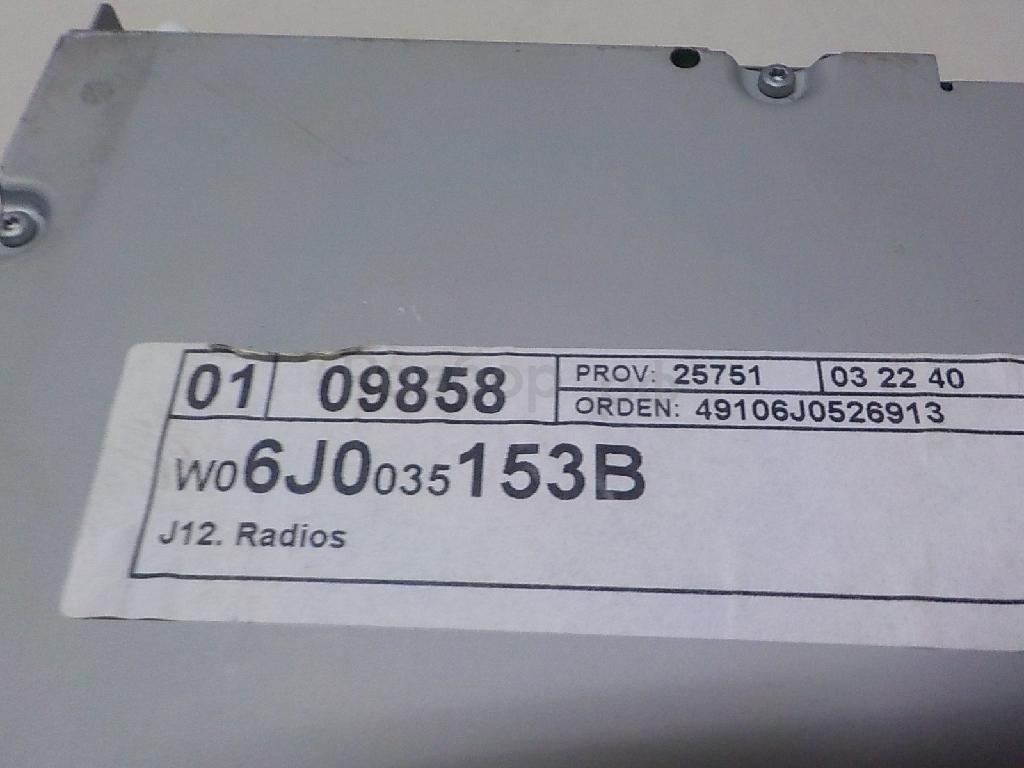 01 09858 PROV: 25751 03 22 40
ORDEN: 49106J0526913
W06J0035153B
J12. Radios